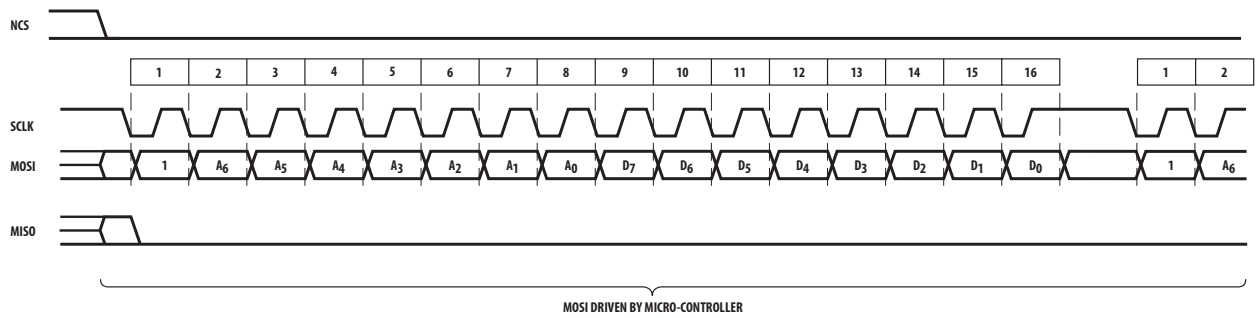 NCS
1 2 3 4 5 6 7 8 9 10 11 12 13 14 15 16 1 2
SCLK
MOSI 1 A6 A5 A4 A3 A2 A1 A0 D7 D6 D5 D4 D3 D2 D1 D0 1 A6
MISO
MOSI DRIVEN BY MICRO-CONTROLLER